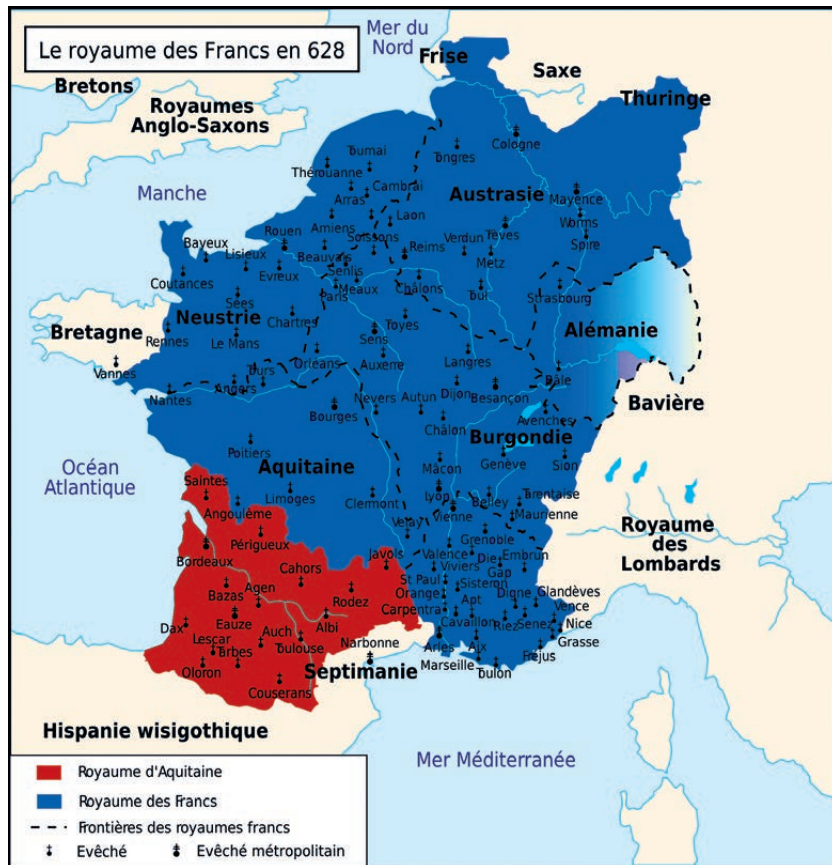 Le royaume des Francs en 628
Mer du
Nord
Frise
Saxe
Thuringe
Bretons
Royaumes
Anglo-Saxons
Tournai
Thérouanne
Tongres
Cologne
Manche
Arras
Cambrai
Austrasie
Mayence
Amiens
Laon
Worms
Rouen
Soissons
Trèves
Spire
Bayeux
Lisieux
Beauvais
Reims
Verdun
Metz
Coutances
Evreux
Senlis
Paris
Meaux
Châlons
Toul
Strasbourg
Sées
Neustrie
Chartres
Toyes
Alémanie
Bretagne
Rennes
Le Mans
Sens
Vannes
Orléans
Auxerre
Langres
Bâle
Nantes
Angers
Turs
Nevers
Autun
Dijon
Besançon
Bavière
Bourges
Châlon
Avenches
Burgondie
Poitiers
Mâcon
Genève
Sion
Océan
Atlantique
Aquitaine
Saintes
Limoges
Clermont
Lyon
Belley
Tarentaise
Angoulême
Vienne
Maurienne
Royaume
des
Lombards
Périgueux
Velay
Grenoble
Bordeaux
Javols
Valence
Die
Embrun
Cahors
Viviers
Gap
Bazas
Agen
Rodez
St Paul
Sisteron
Orange
Digne
Glandèves
Eauze
Albi
Carpentra
Apt
Vence
Dax
Auch
Cavaillon
Riez
Senez
Nice
Lescar
Toulouse
Narbonne
Arles
Aix
Grasse
Trbes
Marseille
Fréjus
Oloron
Septimanie
Toulon
Couserans
Hispanie wisigothique
Mer Méditerranée
Royaume d'Aquitaine
Royaume des Francs
Frontières des royaumes francs
Evêché
Evêché métropolitain